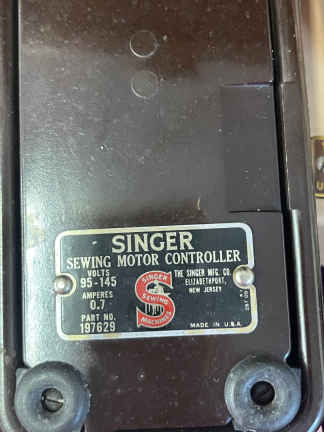 SINGER
SEWING MOTOR CONTROLLER
VOLTS
95-145
AMPERES
0.7
PART NO.
197629
SINGER
SEWING
MACHINES
THE SINGER MFG. CO.
ELIZABETHPORT,
NEW JERSEY
MADE IN U.S.A.